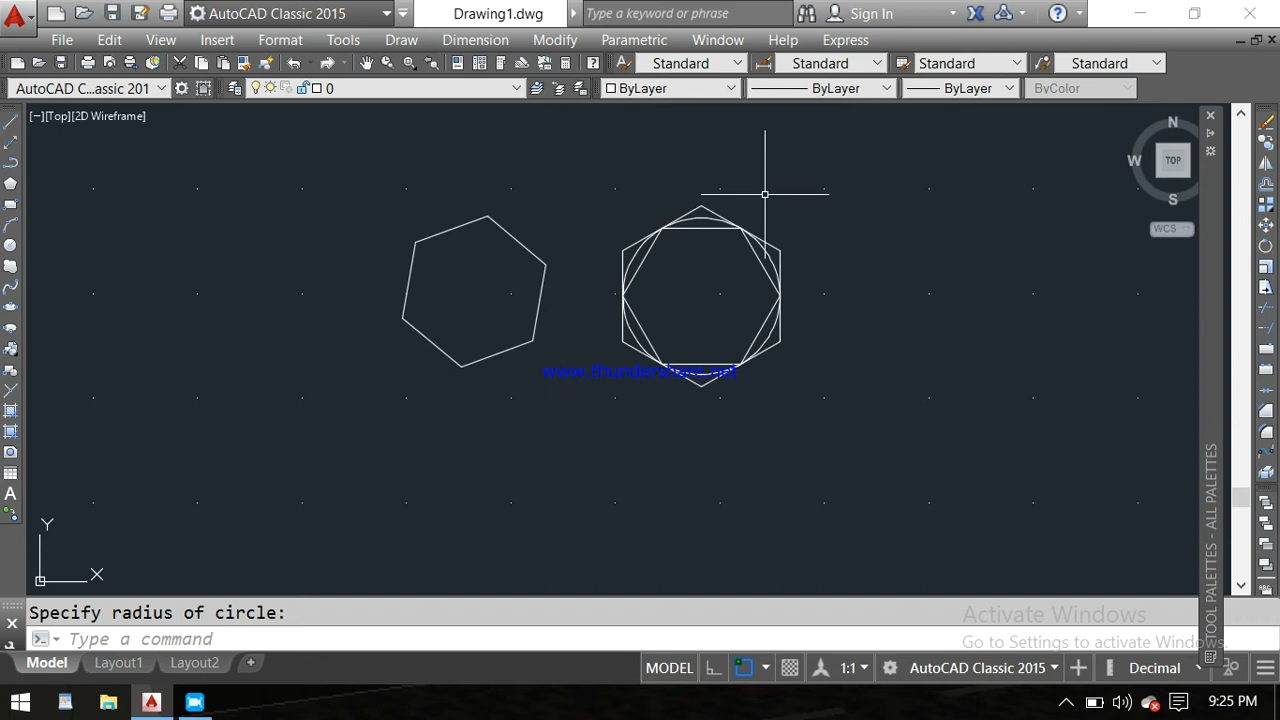 AutoCAD Classic 2015
Drawing1.dwg
Type a keyword or phrase
Sign In
File Edit View Insert Format Tools Draw Dimension Modify Parametric Window Help Express
Standard Standard Standard Standard
AutoCAD C...assic 201
0
ByLayer ByLayer ByLayer ByColor
[−][Top][2D Wireframe]
N
W TOP
S
WCS
www.thundershare.net
Y
X
TOOL PALETTES - ALL PALETTES
A
Specify radius of circle:
Type a command
Activate Windows
Go to Settings to activate Windows.
Model Layout1 Layout2
MODEL 1:1 AutoCAD Classic 2015 Decimal
9:25 PM